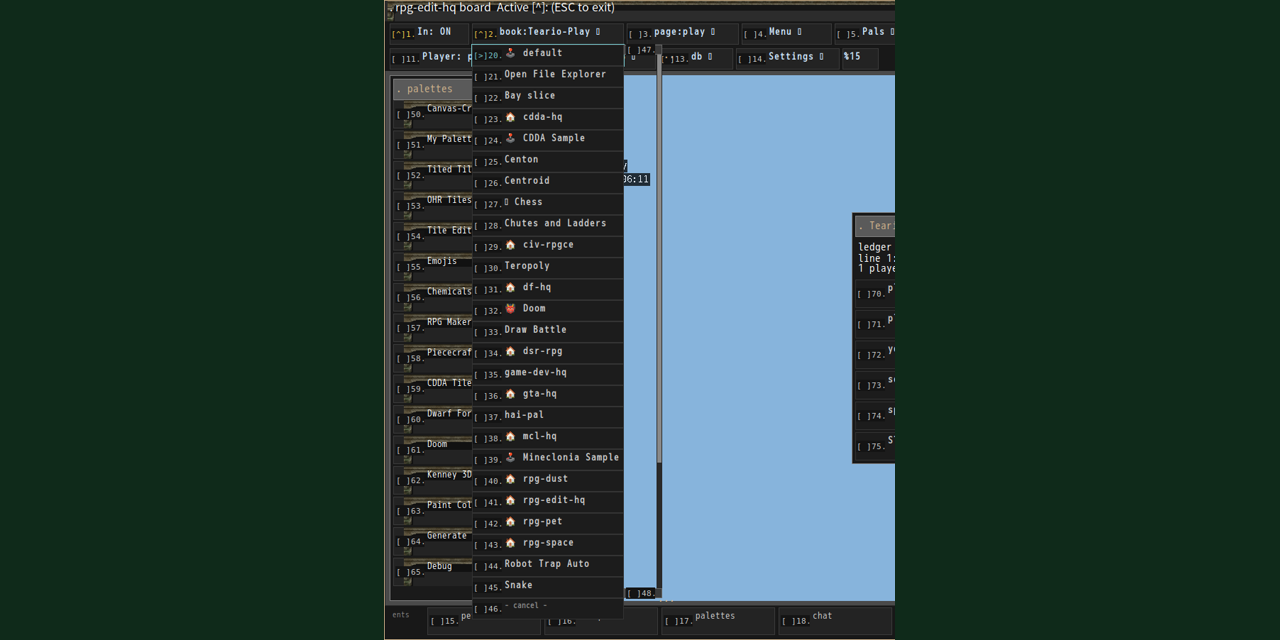 rpg-edit-hq board Active [^]: (ESC to exit)
[^]1. In: ON [^]2. book:Teario-Play [ ]3. page:play [ ]4. Menu [ ]5. Pals
[ ]11. Player: [^]13. db [ ]14. Settings %15
[>]20. default
[ ]21. Open File Explorer
[ ]22. Bay slice
[ ]23. cdda-hq
[ ]24. CDDA Sample
[ ]25. Centon
[ ]26. Centroid
[ ]27. Chess
[ ]28. Chutes and Ladders
[ ]29. civ-rpgce
[ ]30. Teropoly
[ ]31. df-hq
[ ]32. Doom
[ ]33. Draw Battle
[ ]34. dsr-rpg
[ ]35. game-dev-hq
[ ]36. gta-hq
[ ]37. hai-pal
[ ]38. mcl-hq
[ ]39. Mineclonia Sample
[ ]40. rpg-dust
[ ]41. rpg-edit-hq
[ ]42. rpg-pet
[ ]43. rpg-space
[ ]44. Robot Trap Auto
[ ]45. Snake
[ ]46. - cancel -
[ ]47.
[ ]48.
. palettes
[ ]50. Canvas-Cr
[ ]51. My Palett
[ ]52. Tiled Til
[ ]53. OHR Tiles
[ ]54. Tile Edit
[ ]55. Emojis
[ ]56. Chemicals
[ ]57. RPG Maker
[ ]58. Piececraf
[ ]59. CDDA Tile
[ ]60. Dwarf For
[ ]61. Doom
[ ]62. Kenney 3D
[ ]63. Paint Col
[ ]64. Generate
[ ]65. Debug
06:11
. Teari
ledger
line 1:
1 playe
[ ]70. p
[ ]71. p
[ ]72. y
[ ]73. s
[ ]74. s
[ ]75. S
ents [ ]15. pe [ ]16. [ ]17. palettes [ ]18. chat